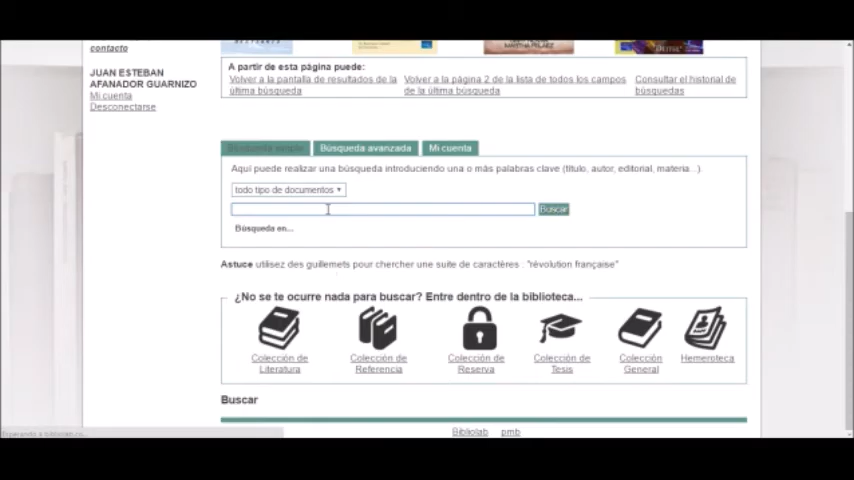 contacto
JUAN ESTEBAN
AFANADOR GUARNIZO
Mi cuenta
Desconectarse
MARTHA PELAEZ
A partir de esta página puede:
Volver a la pantalla de resultados de la última búsqueda
Volver a la página 2 de la lista de todos los campos de la última búsqueda
Consultar el historial de búsquedas
Búsqueda simple
Búsqueda avanzada
Mi cuenta
Aquí puede realizar una búsqueda introduciendo una o más palabras clave (título, autor, editorial, materia...).
todo tipo de documentos
Buscar
Búsqueda en...
Astuce utilisez des guillemets pour chercher une suite de caractères : "révolution française"
¿No se te ocurre nada para buscar? Entre dentro de la biblioteca...
Colección de Literatura
Colección de Referencia
Colección de Reserva
Colección de Tesis
Colección General
Hemeroteca
Buscar
Bibliolab pmb